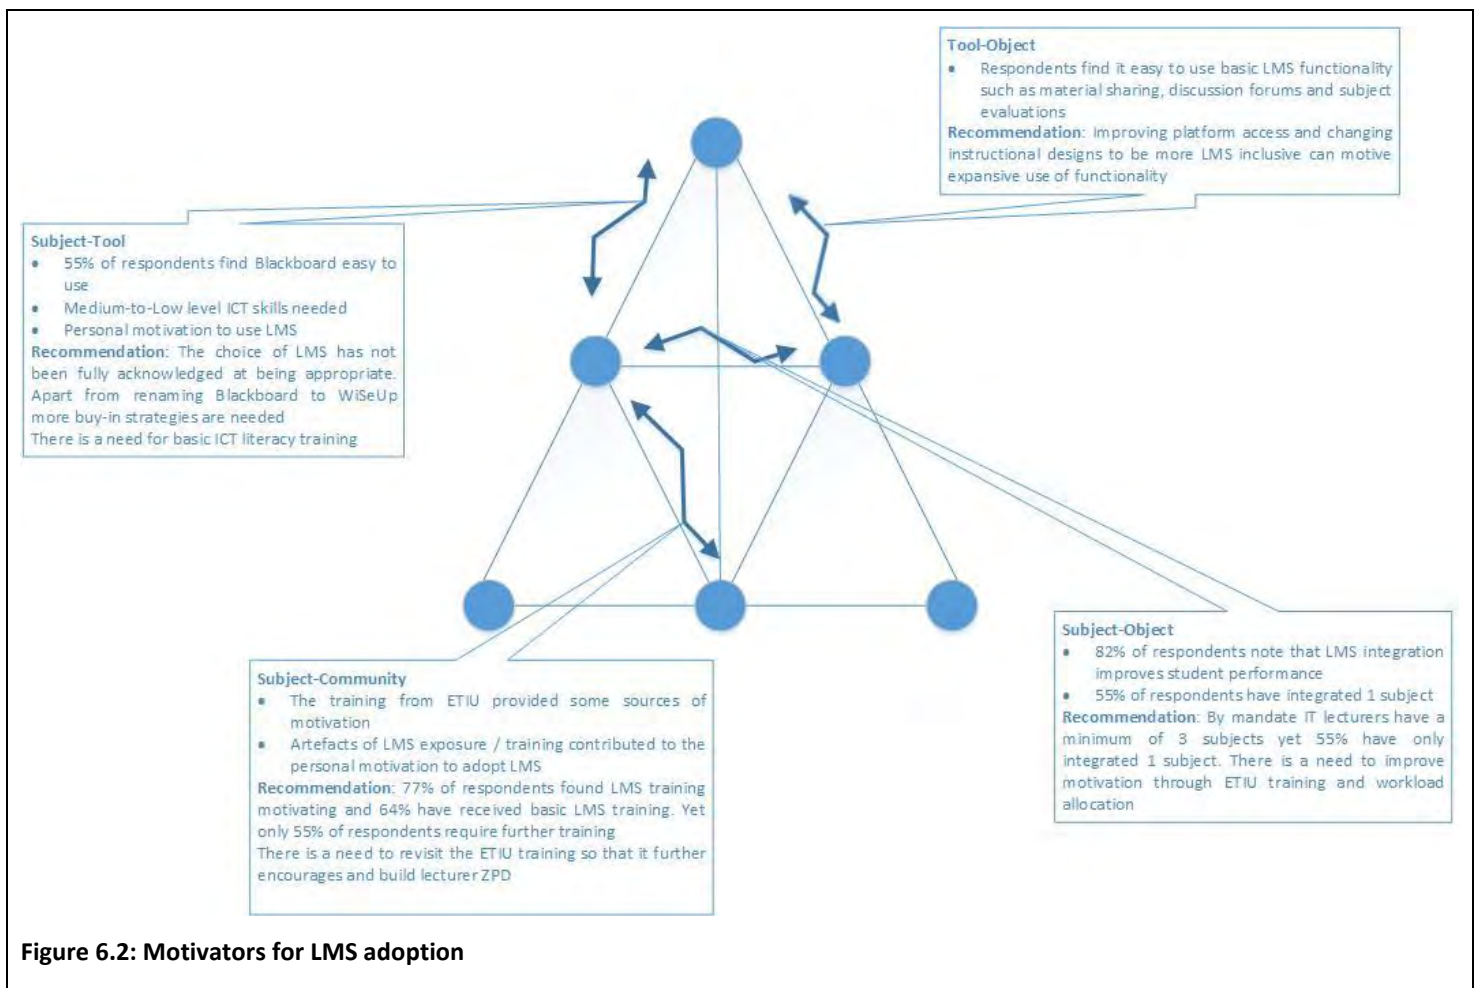 Tool-Object
• Respondents find it easy to use basic LMS functionality
such as material sharing, discussion forums and subject
evaluations
Recommendation: Improving platform access and changing
instructional designs to be more LMS inclusive can motive
expansive use of functionality
Subject-Tool
• 55% of respondents find Blackboard easy to
use
• Medium-to-Low level ICT skills needed
• Personal motivation to use LMS
Recommendation: The choice of LMS has not
been fully acknowledged at being appropriate.
Apart from renaming Blackboard to WiSeUp
more buy-in strategies are needed
There is a need for basic ICT literacy training
Subject-Object
• 82% of respondents note that LMS integration
improves student performance
• 55% of respondents have integrated 1 subject
Recommendation: By mandate IT lecturers have a
minimum of 3 subjects yet 55% have only
integrated 1 subject. There is a need to improve
motivation through ETIU training and workload
allocation
Subject-Community
• The training from ETIU provided some sources of
motivation
• Artefacts of LMS exposure / training contributed to the
personal motivation to adopt LMS
Recommendation: 77% of respondents found LMS training
motivating and 64% have received basic LMS training. Yet
only 55% of respondents require further training
There is a need to revisit the ETIU training so that it further
encourages and build lecturer ZPD
Figure 6.2: Motivators for LMS adoption